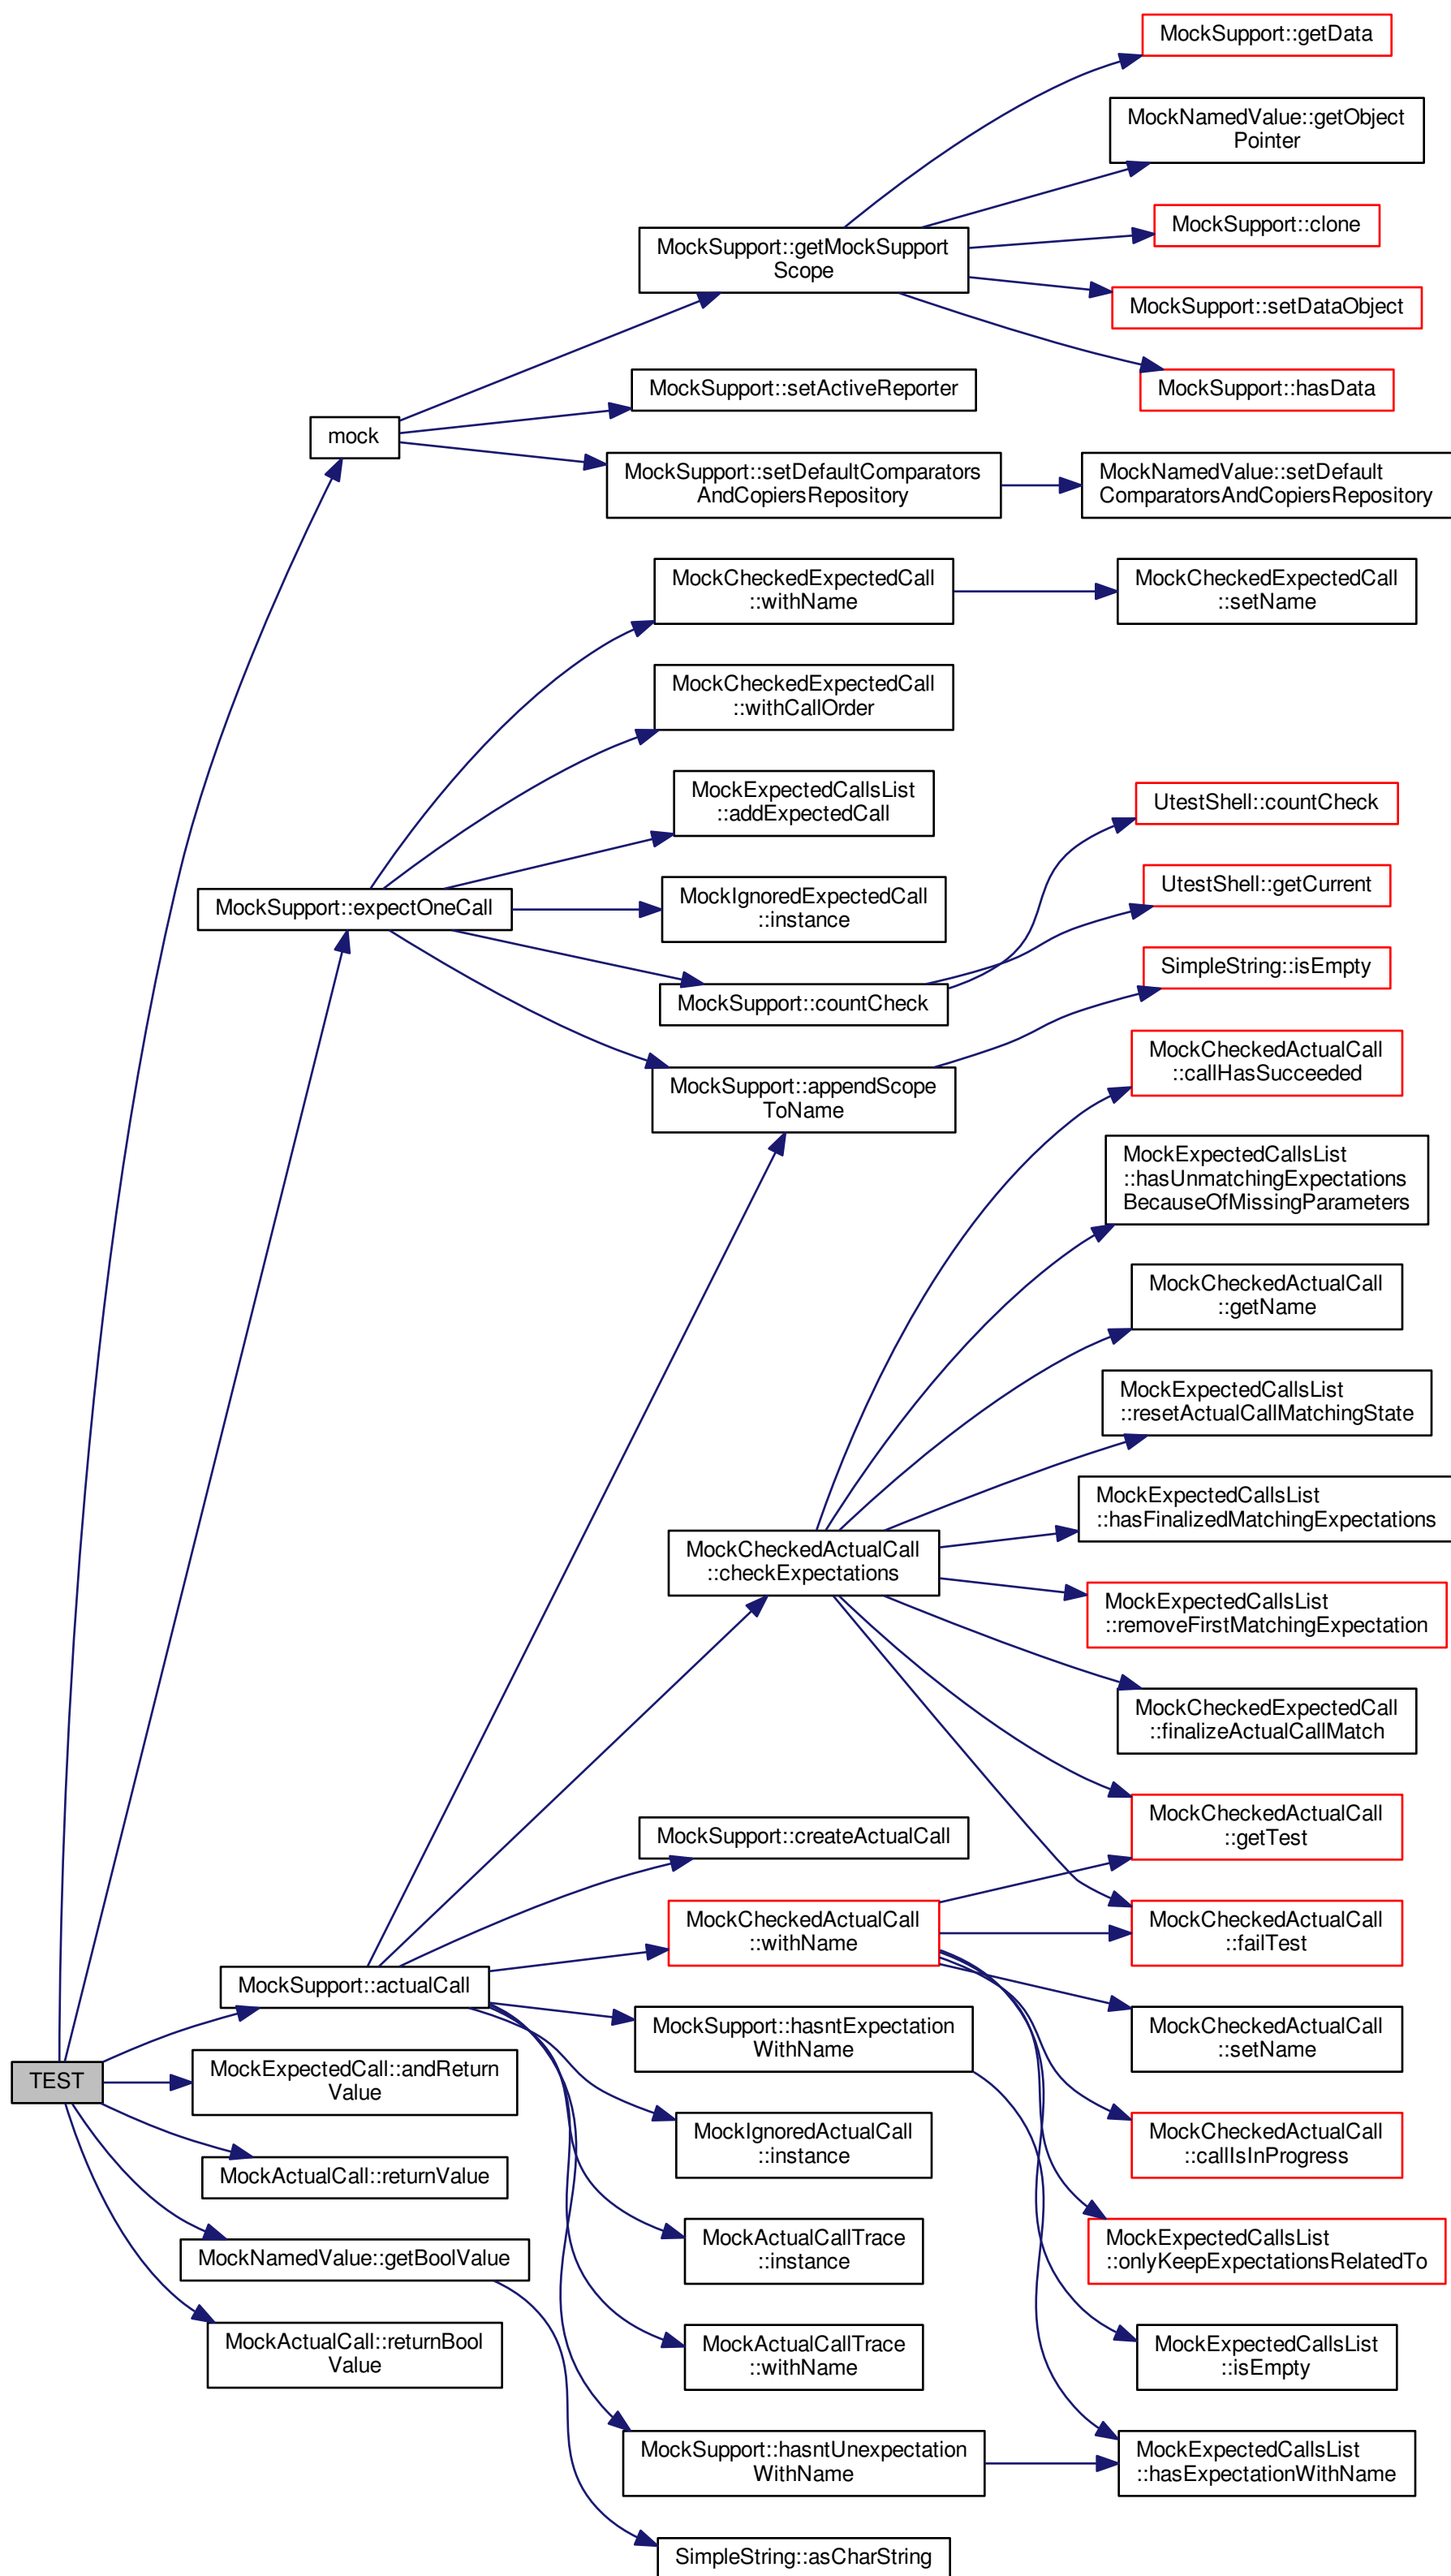 MockSupport::getData
MockNamedValue::getObject
Pointer
MockSupport::getMockSupport
Scope
MockSupport::clone
MockSupport::setDataObject
MockSupport::hasData
MockSupport::setActiveReporter
mock
MockSupport::setDefaultComparators
AndCopiersRepository
MockNamedValue::setDefault
ComparatorsAndCopiersRepository
MockCheckedExpectedCall
::withName
MockCheckedExpectedCall
::setName
MockCheckedExpectedCall
::withCallOrder
MockExpectedCallsList
::addExpectedCall
UtestShell::countCheck
MockSupport::expectOneCall
MockIgnoredExpectedCall
::instance
UtestShell::getCurrent
SimpleString::isEmpty
MockSupport::countCheck
MockSupport::appendScope
ToName
MockCheckedActualCall
::callHasSucceeded
MockExpectedCallsList
::hasUnmatchingExpectations
BecauseOfMissingParameters
MockCheckedActualCall
::getName
MockExpectedCallsList
::resetActualCallMatchingState
MockExpectedCallsList
::hasFinalizedMatchingExpectations
MockCheckedActualCall
::checkExpectations
MockExpectedCallsList
::removeFirstMatchingExpectation
MockCheckedExpectedCall
::finalizeActualCallMatch
MockSupport::createActualCall
MockCheckedActualCall
::getTest
MockCheckedActualCall
::withName
MockCheckedActualCall
::failTest
MockSupport::actualCall
MockSupport::hasntExpectation
WithName
MockCheckedActualCall
::setName
TEST
MockExpectedCall::andReturn
Value
MockIgnoredActualCall
::instance
MockCheckedActualCall
::callIsInProgress
MockActualCall::returnValue
MockNamedValue::getBoolValue
MockActualCallTrace
::instance
MockExpectedCallsList
::onlyKeepExpectationsRelatedTo
MockActualCall::returnBool
Value
MockActualCallTrace
::withName
MockExpectedCallsList
::isEmpty
MockSupport::hasntUnexpectation
WithName
MockExpectedCallsList
::hasExpectationWithName
SimpleString::asCharString